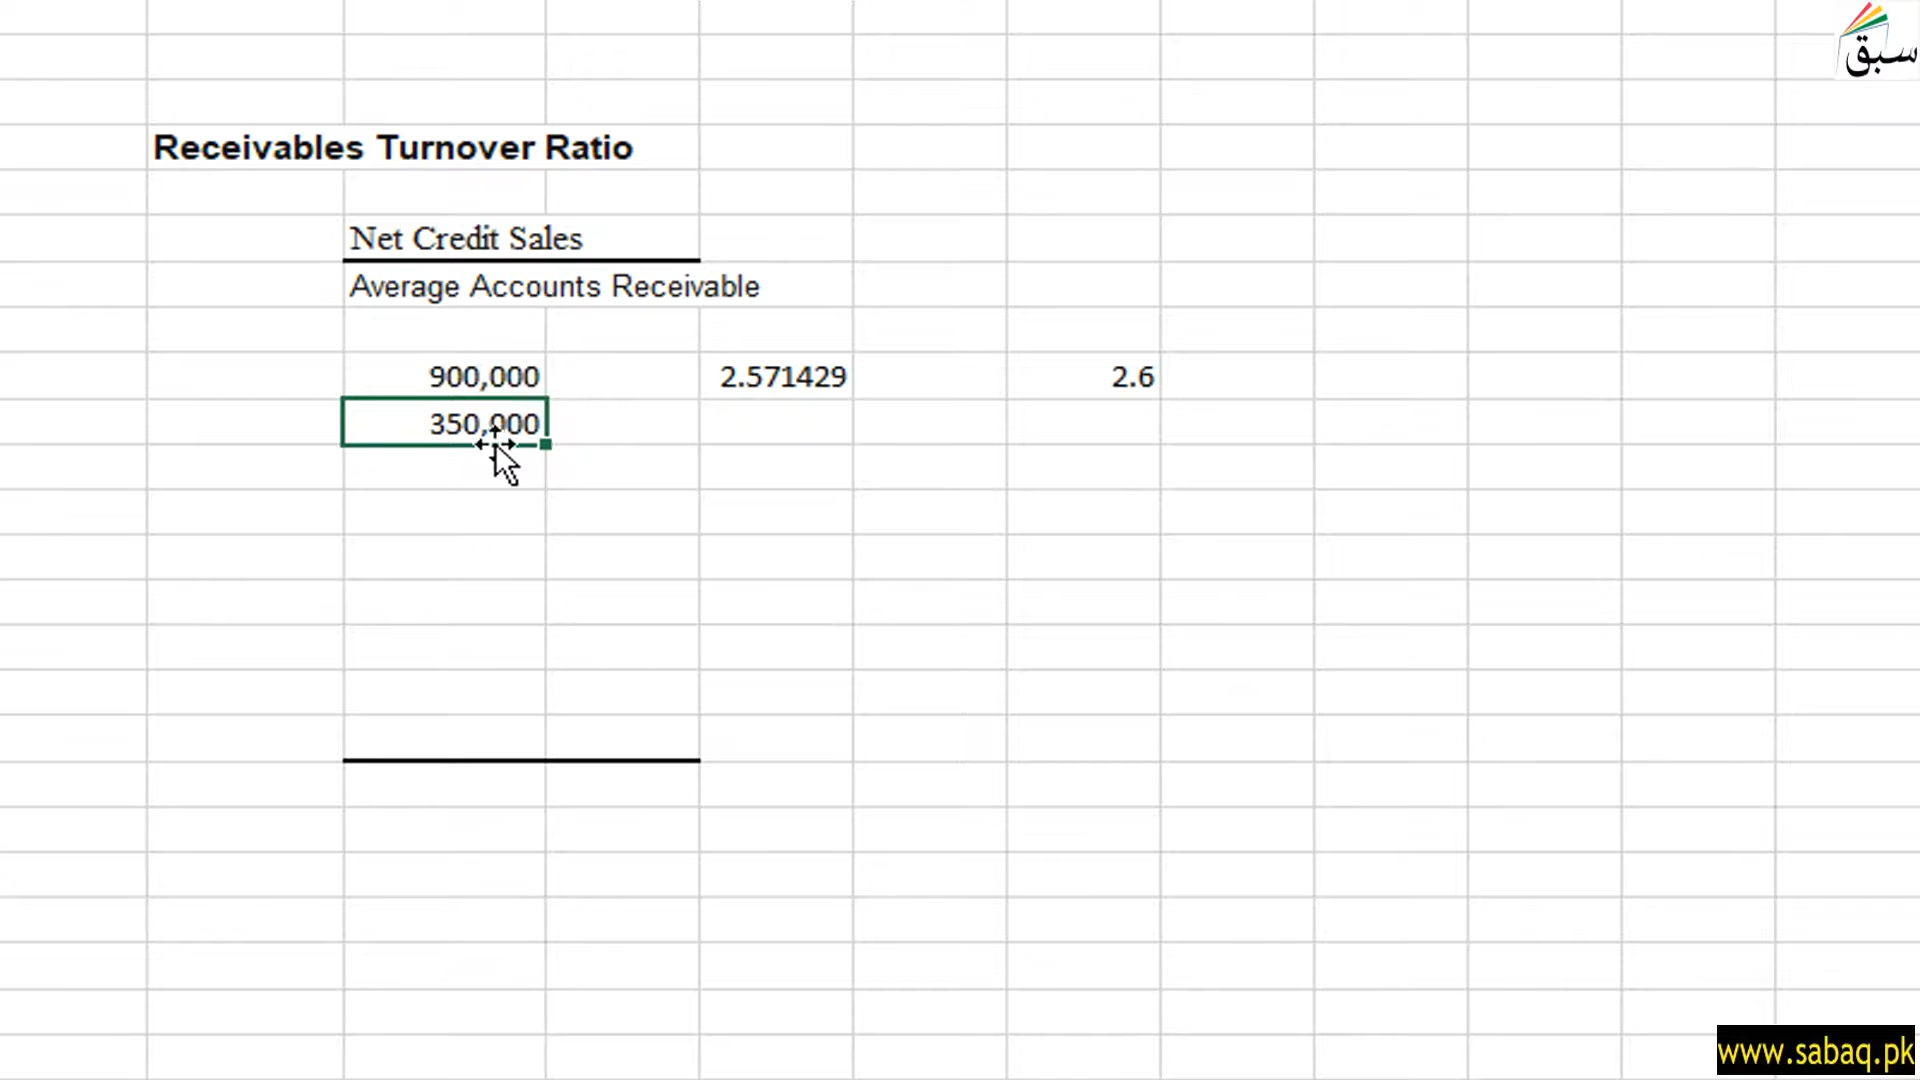 سبق
Receivables Turnover Ratio
Net Credit Sales
Average Accounts Receivable
900,000 2.571429 2.6
350,000
www.sabaq.pk